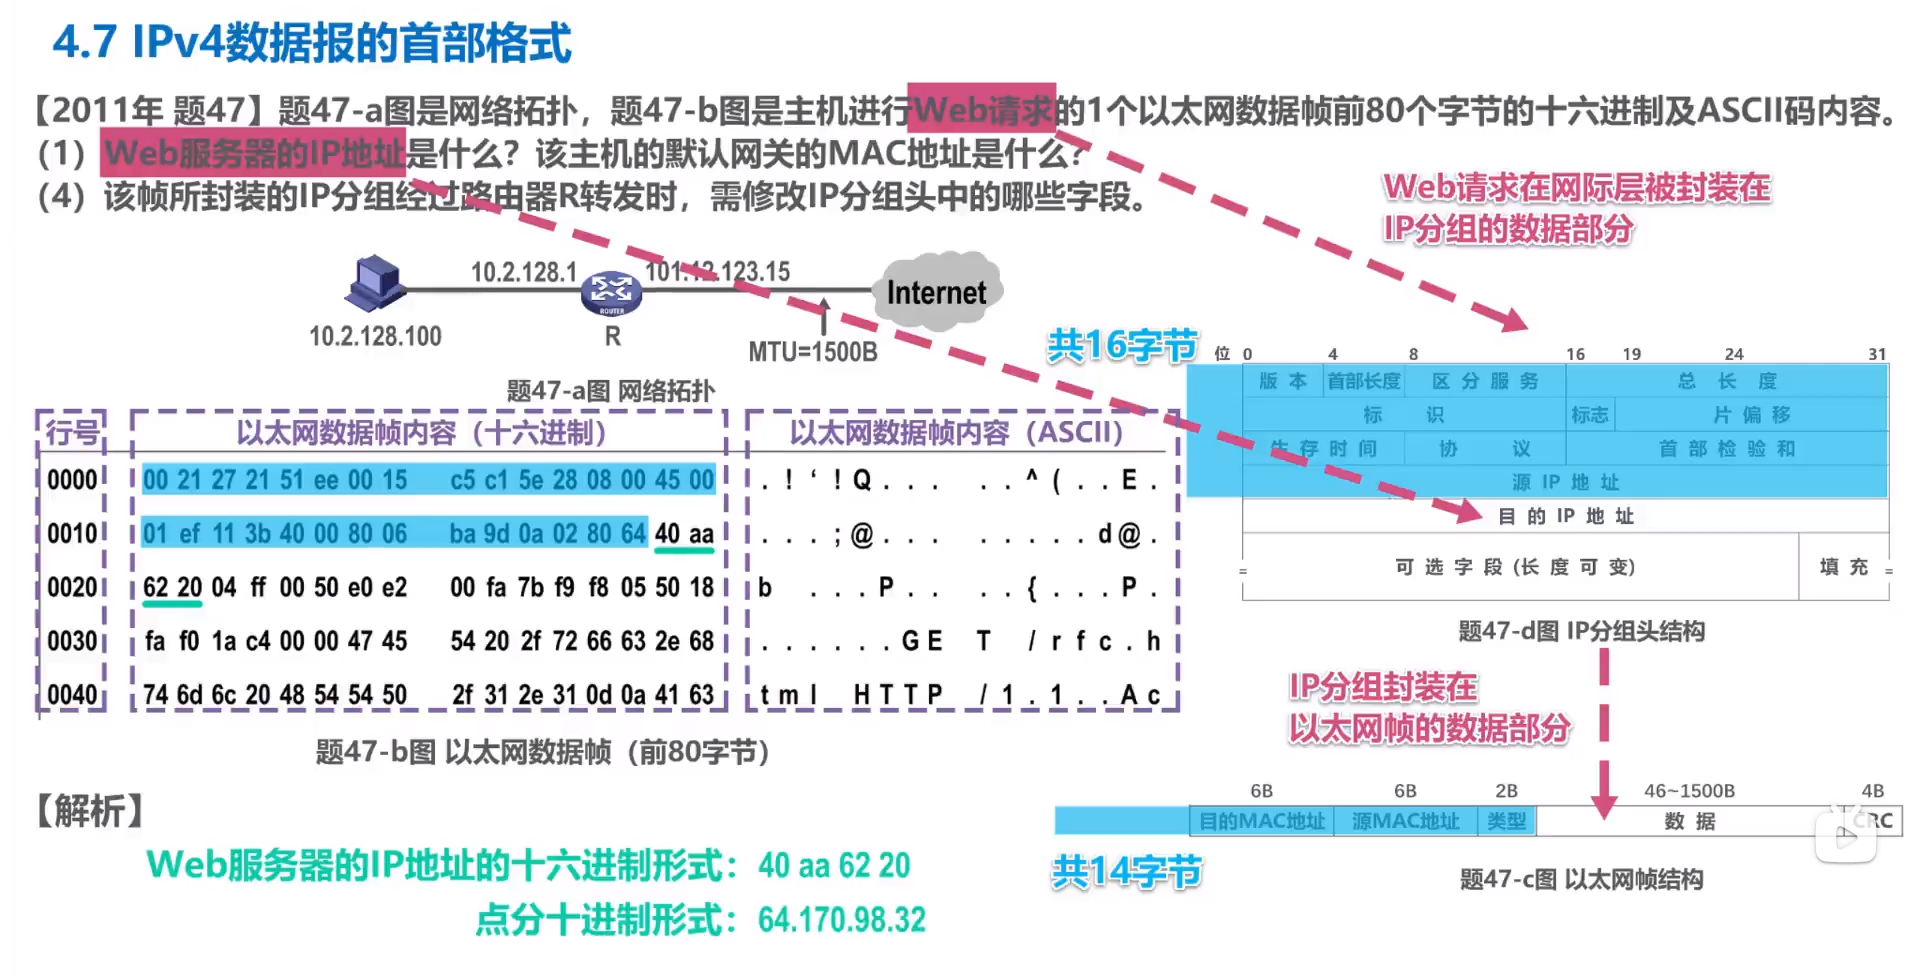 4.7 IPv4数据报的首部格式
【2011年 题47】题47-a图是网络拓扑，题47-b图是主机进行Web请求的1个以太网数据帧前80个字节的十六进制及ASCII码内容。
（1）Web服务器的IP地址是什么？该主机的默认网关的MAC地址是什么？
（4）该帧所封装的IP分组经过路由器R转发时，需修改IP分组头中的哪些字段。
Web请求在网际层被封装在
IP分组的数据部分
10.2.128.1
101.12.123.15
Internet
ROUTER
10.2.128.100
R
MTU=1500B
题47-a图 网络拓扑
共16字节
位 0 4 8 16 19 24 31
版 本 首部长度 区 分 服 务 总 长 度
标 识 标志 片 偏 移
生 存 时 间 协 议 首 部 检 验 和
源 IP 地 址
目 的 IP 地 址
可 选 字 段 (长 度 可 变) 填 充
题47-d图 IP分组头结构
行号 以太网数据帧内容（十六进制） 以太网数据帧内容（ASCII）
0000 00 21 27 21 51 ee 00 15 c5 c1 5e 28 08 00 45 00 . ! ‘ ! Q . . . . . ^ ( . . E .
0010 01 ef 11 3b 40 00 80 06 ba 9d 0a 02 80 64 40 aa . . . ; @ . . . . . . . . d @ .
0020 62 20 04 ff 00 50 e0 e2 00 fa 7b f9 f8 05 50 18 b . . . P . . . . { . . . P .
0030 fa f0 1a c4 00 00 47 45 54 20 2f 72 66 63 2e 68 . . . . . . G E T / r f c . h
0040 74 6d 6c 20 48 54 54 50 2f 31 2e 31 0d 0a 41 63 t m l H T T P / 1 . 1 . . A c
题47-b图 以太网数据帧（前80字节）
IP分组封装在
以太网帧的数据部分
6B 6B 2B 46~1500B 4B
目的MAC地址 源MAC地址 类型 数 据 CRC
共14字节
题47-c图 以太网帧结构
【解析】
Web服务器的IP地址的十六进制形式：40 aa 62 20
点分十进制形式：64.170.98.32